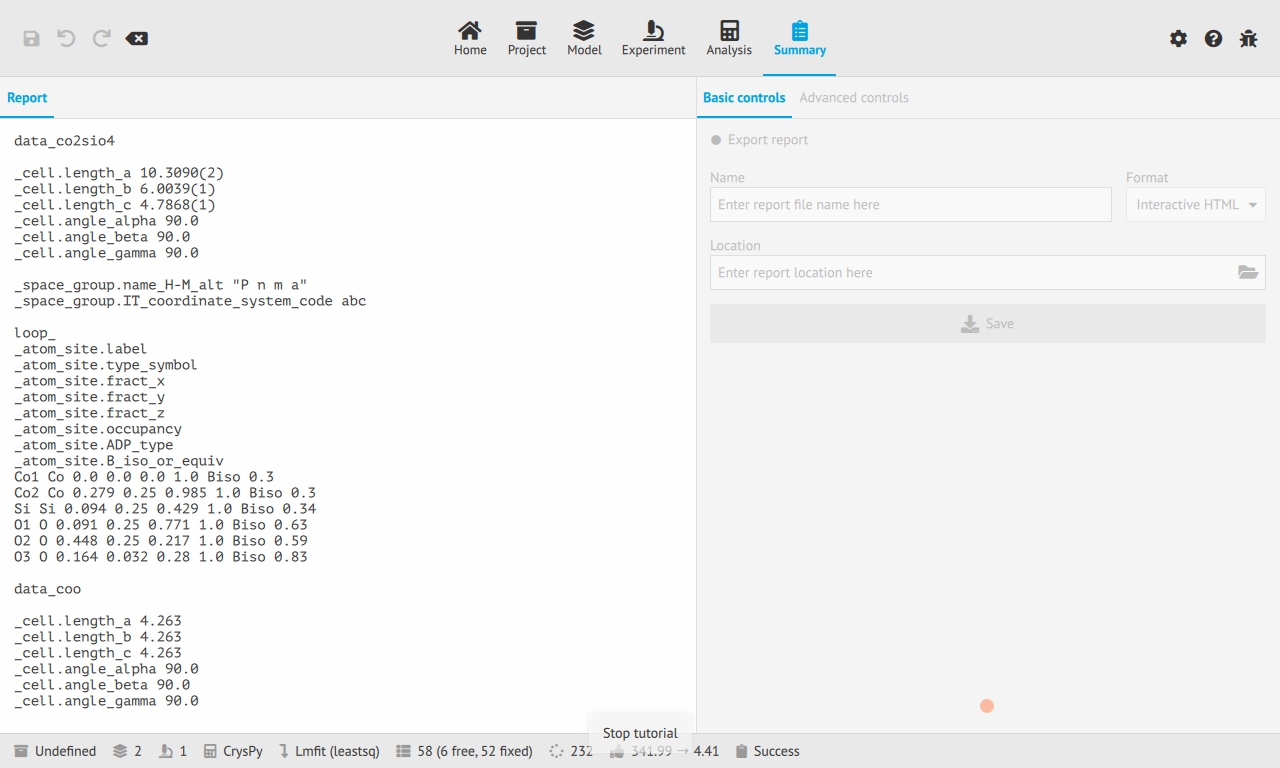 Home
Project
Model
Experiment
Analysis
Summary
Report
Basic controls
Advanced controls
data_co2sio4
_cell.length_a 10.3090(2)
_cell.length_b 6.0039(1)
_cell.length_c 4.7868(1)
_cell.angle_alpha 90.0
_cell.angle_beta 90.0
_cell.angle_gamma 90.0
_space_group.name_H-M_alt "P n m a"
_space_group.IT_coordinate_system_code abc
loop_
_atom_site.label
_atom_site.type_symbol
_atom_site.fract_x
_atom_site.fract_y
_atom_site.fract_z
_atom_site.occupancy
_atom_site.ADP_type
_atom_site.B_iso_or_equiv
Co1 Co 0.0 0.0 0.0 1.0 Biso 0.3
Co2 Co 0.279 0.25 0.985 1.0 Biso 0.3
Si Si 0.094 0.25 0.429 1.0 Biso 0.34
O1 O 0.091 0.25 0.771 1.0 Biso 0.63
O2 O 0.448 0.25 0.217 1.0 Biso 0.59
O3 O 0.164 0.032 0.28 1.0 Biso 0.83
data_coo
_cell.length_a 4.263
_cell.length_b 4.263
_cell.length_c 4.263
_cell.angle_alpha 90.0
_cell.angle_beta 90.0
_cell.angle_gamma 90.0
Export report
Name
Format
Enter report file name here
Interactive HTML
Location
Enter report location here
Save
Stop tutorial
Undefined
2
1
CrysPy
Lmfit (leastsq)
58 (6 free, 52 fixed)
232
341.99 → 4.41
Success